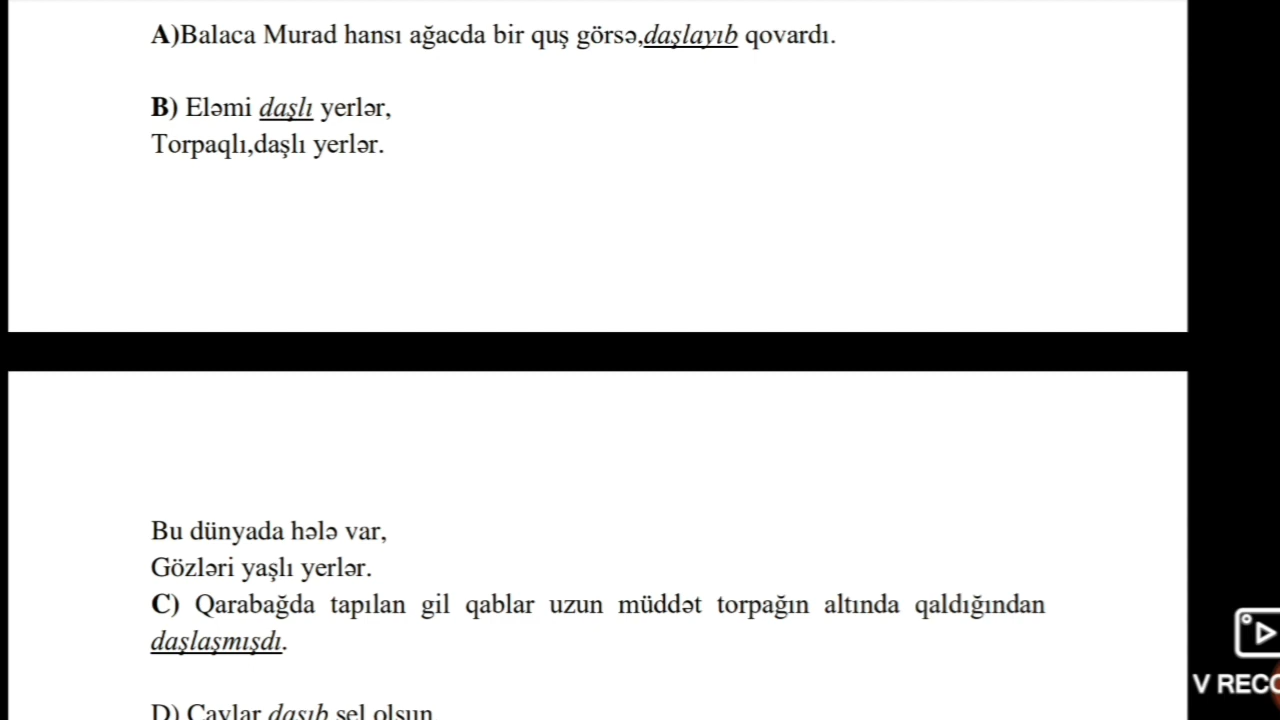 A)Balaca Murad hansı ağacda bir quş görsə,daşlayıb qovardı.
B) Eləmi daşlı yerlər,
Torpaqlı,daşlı yerlər.
Bu dünyada hələ var,
Gözləri yaşlı yerlər.
C) Qarabağda tapılan gil qablar uzun müddət torpağın altında qaldığından
daşlaşmışdı.
D) Çaylar daşıb sel olsun
V REC